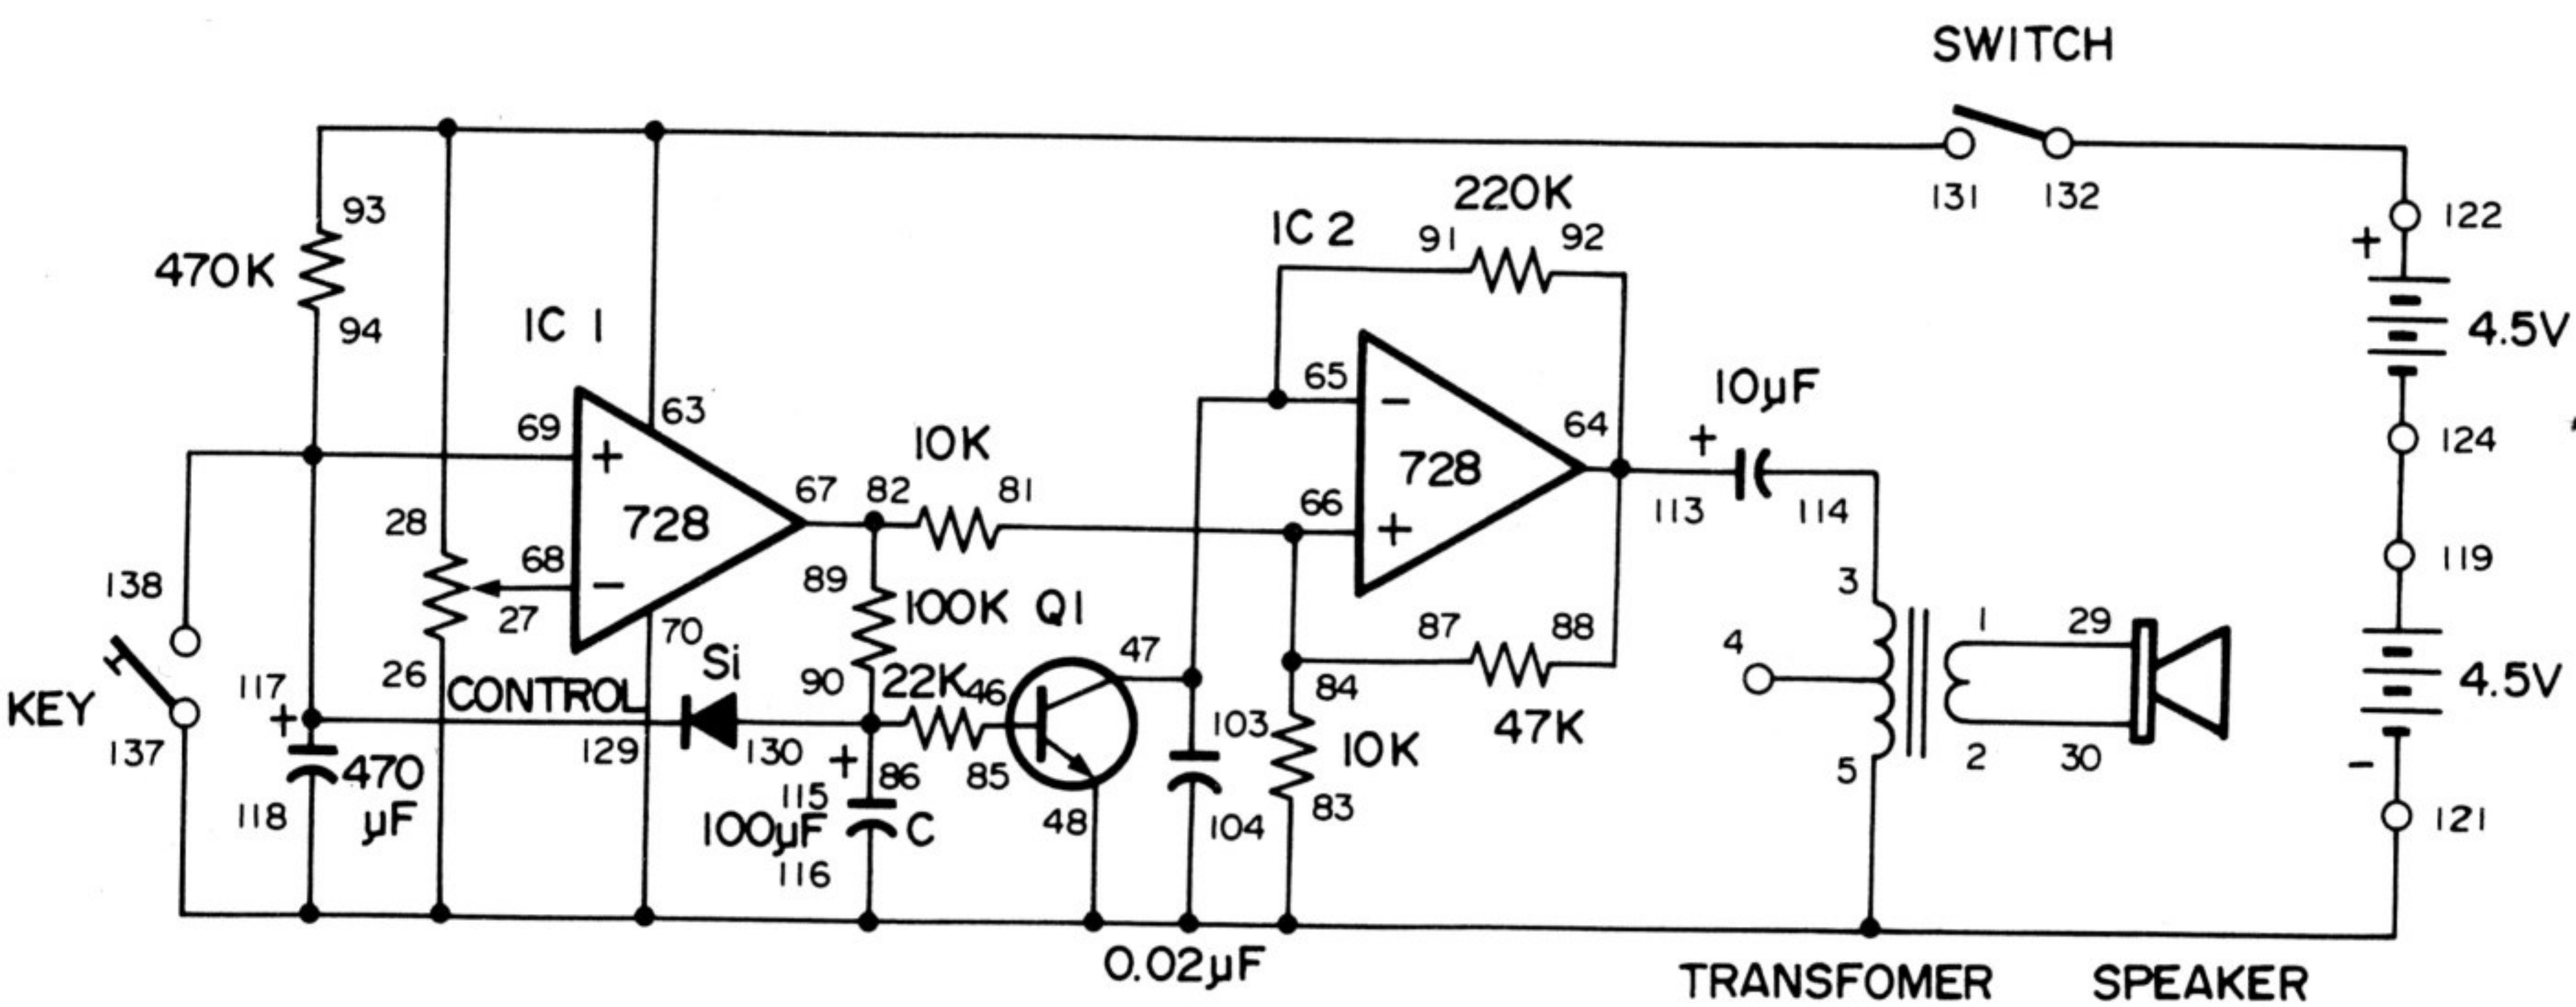 SWITCH
131
132
122
+
4.5V
124
119
4.5V
-
121
93
470K
94
IC 1
63
69
+
728
67
28
68
-
27
70
26
CONTROL
138
KEY
137
117
+
470
µF
118
82
10K
81
89
100K
Q1
90
22K
46
47
Si
129
130
+
86
85
115
100µF
C
116
48
103
104
0.02µF
IC 2
220K
91
92
65
-
728
64
66
+
87
88
47K
84
10K
83
10µF
+
113
114
3
4
5
1
2
29
30
TRANSFOMER
SPEAKER